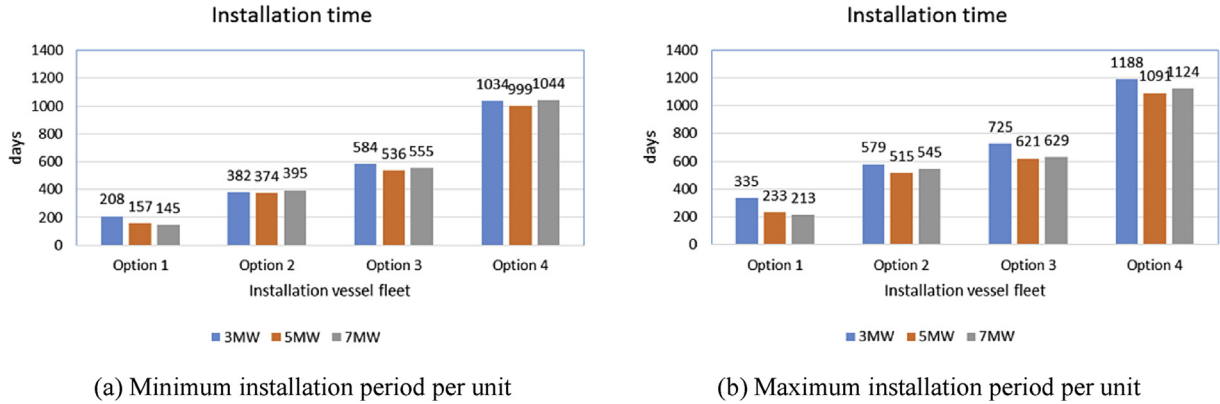 Installation time
1400
1200
1000
800
600
400
200
0
days
208 157 145
382 374 395
584 536 555
1034 999 1044
Option 1 Option 2 Option 3 Option 4
Installation vessel fleet
3MW 5MW 7MW
(a) Minimum installation period per unit
Installation time
1400
1200
1000
800
600
400
200
0
days
335 233 213
579 515 545
725 621 629
1188 1091 1124
Option 1 Option 2 Option 3 Option 4
Installation vessel fleet
3MW 5MW 7MW
(b) Maximum installation period per unit